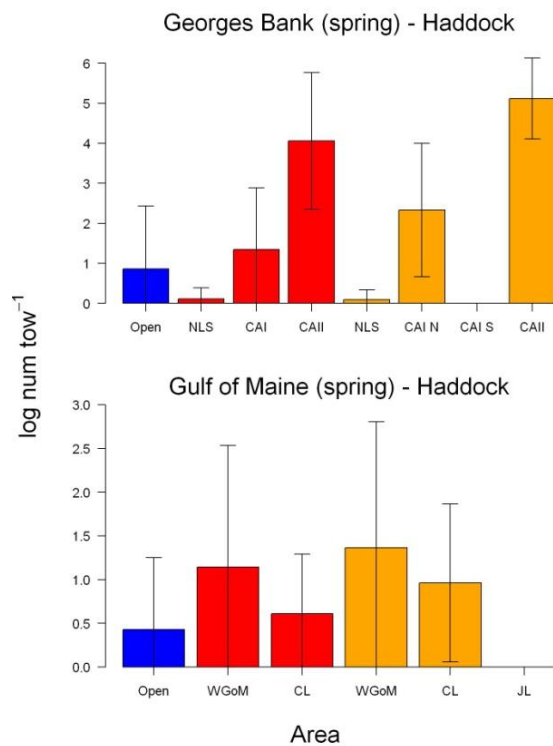 Georges Bank (spring) - Haddock
6
5
4
3
2
1
0
Open NLS CAI CAII NLS CAI N CAI S CAII
log num tow⁻¹
Gulf of Maine (spring) - Haddock
3.0
2.5
2.0
1.5
1.0
0.5
0.0
Open WGoM CL WGoM CL JL
Area